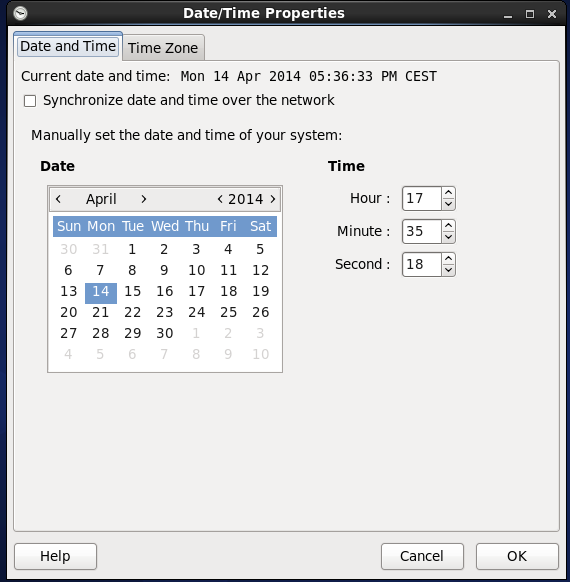 Date/Time Properties
Date and Time Time Zone
Current date and time: Mon 14 Apr 2014 05:36:33 PM CEST
Synchronize date and time over the network
Manually set the date and time of your system:
Date
April 2014
Sun Mon Tue Wed Thu Fri Sat
30 31 1 2 3 4 5
6 7 8 9 10 11 12
13 14 15 16 17 18 19
20 21 22 23 24 25 26
27 28 29 30 1 2 3
4 5 6 7 8 9 10
Time
Hour : 17
Minute : 35
Second : 18
Help Cancel OK